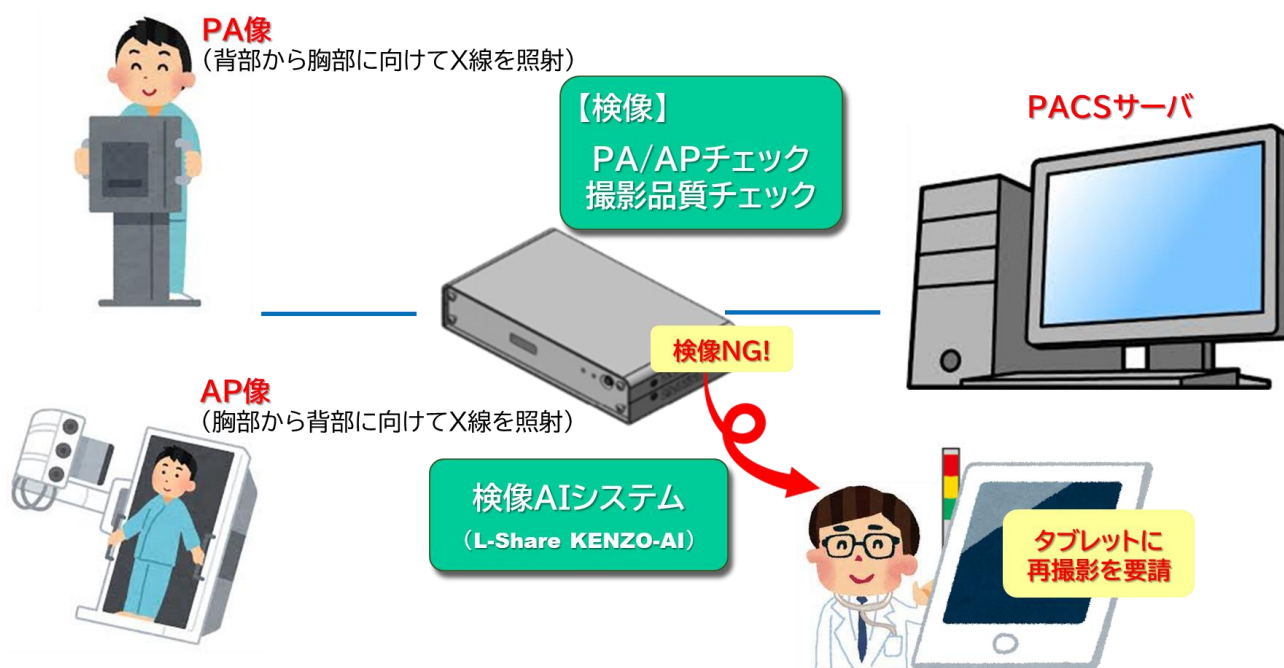 PA像
（背部から胸部に向けてX線を照射）
【検像】
PA/APチェック
撮影品質チェック
PACSサーバ
検像NG!
AP像
（胸部から背部に向けてX線を照射）
検像AIシステム
（L-Share KENZO-AI）
タブレットに
再撮影を要請